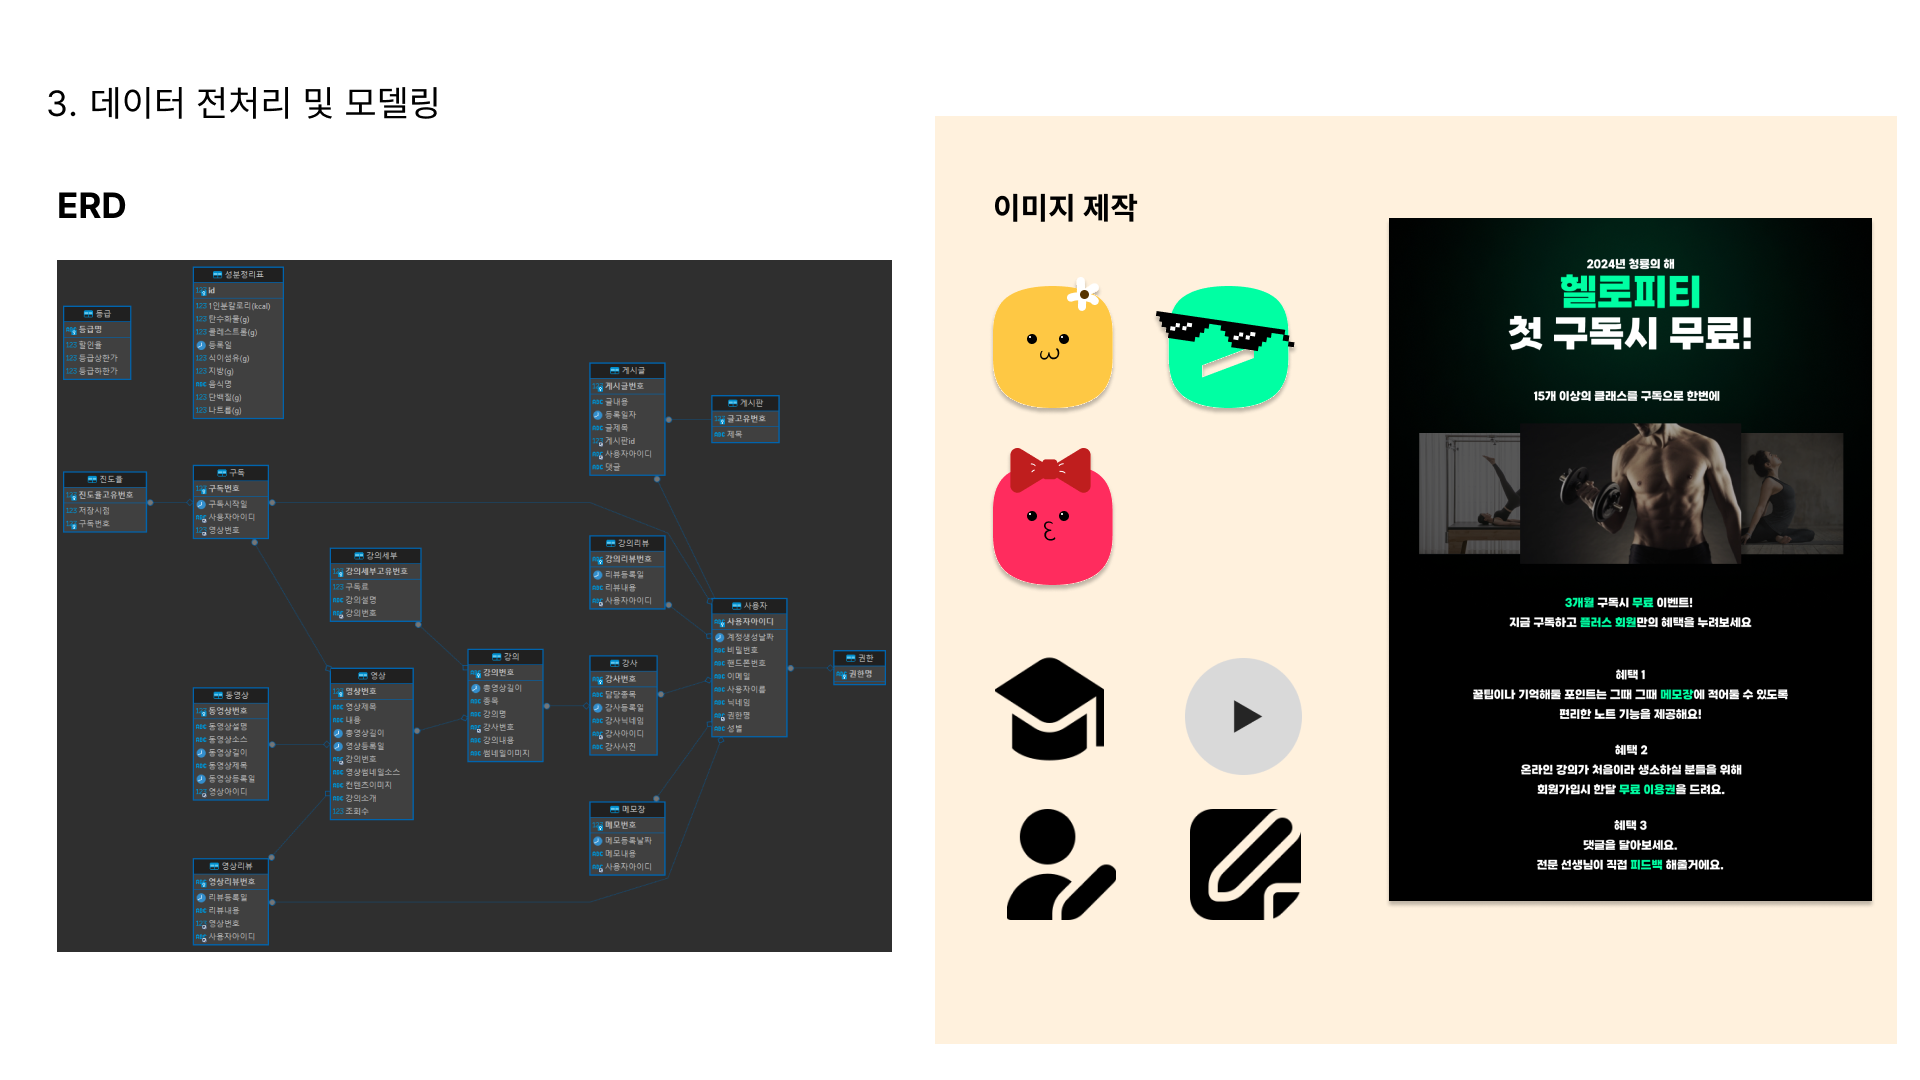 3. 데이터 전처리 및 모델링
ERD
성분정리표
id
1인분칼로리(kcal)
탄수화물(g)
콜레스트롤(g)
등록일
식이섬유(g)
지방(g)
음식명
단백질(g)
나트륨(g)
등급
등급명
할인율
등급상한가
등급하한가
게시글
게시글번호
글내용
등록일자
글제목
게시판id
사용자아이디
댓글
게시판
글고유번호
제목
진도율
진도율고유번호
저장시점
구독번호
구독
구독번호
구독시작일
사용자아이디
영상번호
강의세부
강의세부고유번호
구독료
강의설명
강의번호
강의리뷰
강의리뷰번호
리뷰등록일
리뷰내용
사용자아이디
사용자
사용자아이디
계정생성날짜
비밀번호
핸드폰번호
이메일
사용자이름
닉네임
권한명
성별
권한
권한명
강의
강의번호
총영상길이
종목
강의명
강사번호
강의내용
썸네일이미지
강사
강사번호
담당종목
강사등록일
강사닉네임
강사아이디
강사사진
영상
영상번호
영상제목
내용
총영상길이
영상등록일
강의번호
영상썸네일소스
컨텐츠이미지
강의소개
조회수
동영상
동영상번호
동영상설명
동영상소스
동영상길이
동영상제목
동영상등록일
영상아이디
메모장
메모번호
메모등록날짜
메모내용
사용자아이디
영상리뷰
영상리뷰번호
리뷰등록일
리뷰내용
영상번호
사용자아이디
이미지 제작
2024년 청룡의 해
헬로피티
첫 구독시 무료!
15개 이상의 클래스를 구독으로 한번에
3개월 구독시 무료 이벤트!
지금 구독하고 플러스 회원만의 혜택을 누려보세요
혜택 1
꿀팁이나 기억해둘 포인트는 그때 그때 메모장에 적어둘 수 있도록
편리한 노트 기능을 제공해요!
혜택 2
온라인 강의가 처음이라 생소하실 분들을 위해
회원가입시 한달 무료 이용권을 드려요.
혜택 3
댓글을 달아보세요.
전문 선생님이 직접 피드백 해줄거에요.